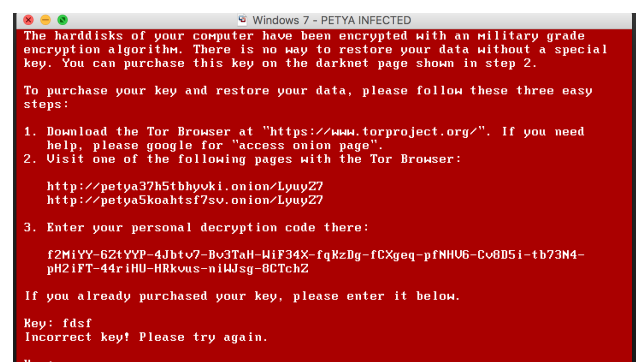 Windows 7 - PETYA INFECTED
The harddisks of your computer have been encrypted with an military grade
encryption algorithm. There is no way to restore your data without a special
key. You can purchase this key on the darknet page shown in step 2.
To purchase your key and restore your data, please follow these three easy
steps:
1. Download the Tor Browser at "https://www.torproject.org/". If you need
help, please google for "access onion page".
2. Visit one of the following pages with the Tor Browser:
http://petya37h5tbhyvki.onion/LyuyZ7
http://petya5koahtsf7sv.onion/LyuyZ7
3. Enter your personal decryption code there:
f2MiYY-6ZtYYP-4Jbtv7-Bv3TaH-WiF34X-fqKzDg-fCXgeq-pfNHV6-Cv8D5i-tb73N4-
pH2iFT-44riHU-HRkvus-niWJsg-8CTchZ
If you already purchased your key, please enter it below.
Key: fdsf
Incorrect key! Please try again.